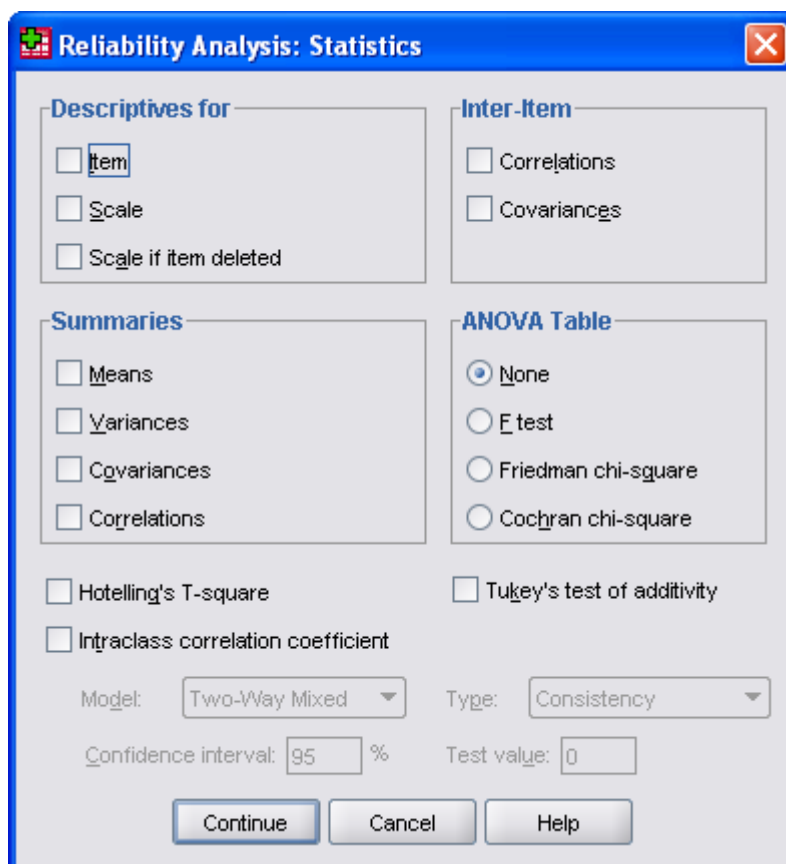 Reliability Analysis: Statistics
Descriptives for
Item
Scale
Scale if item deleted
Inter-Item
Correlations
Covariances
Summaries
Means
Variances
Covariances
Correlations
ANOVA Table
None
F test
Friedman chi-square
Cochran chi-square
Hotelling's T-square
Tukey's test of additivity
Intraclass correlation coefficient
Model: Two-Way Mixed Type: Consistency
Confidence interval: 95 % Test value: 0
Continue Cancel Help